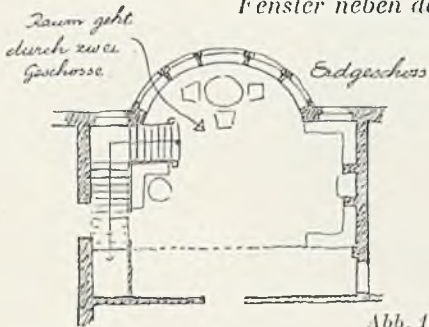 Fenster neben de
Raum geht
durch zwei
Geschosse
Erdgeschoss
Abb. 1